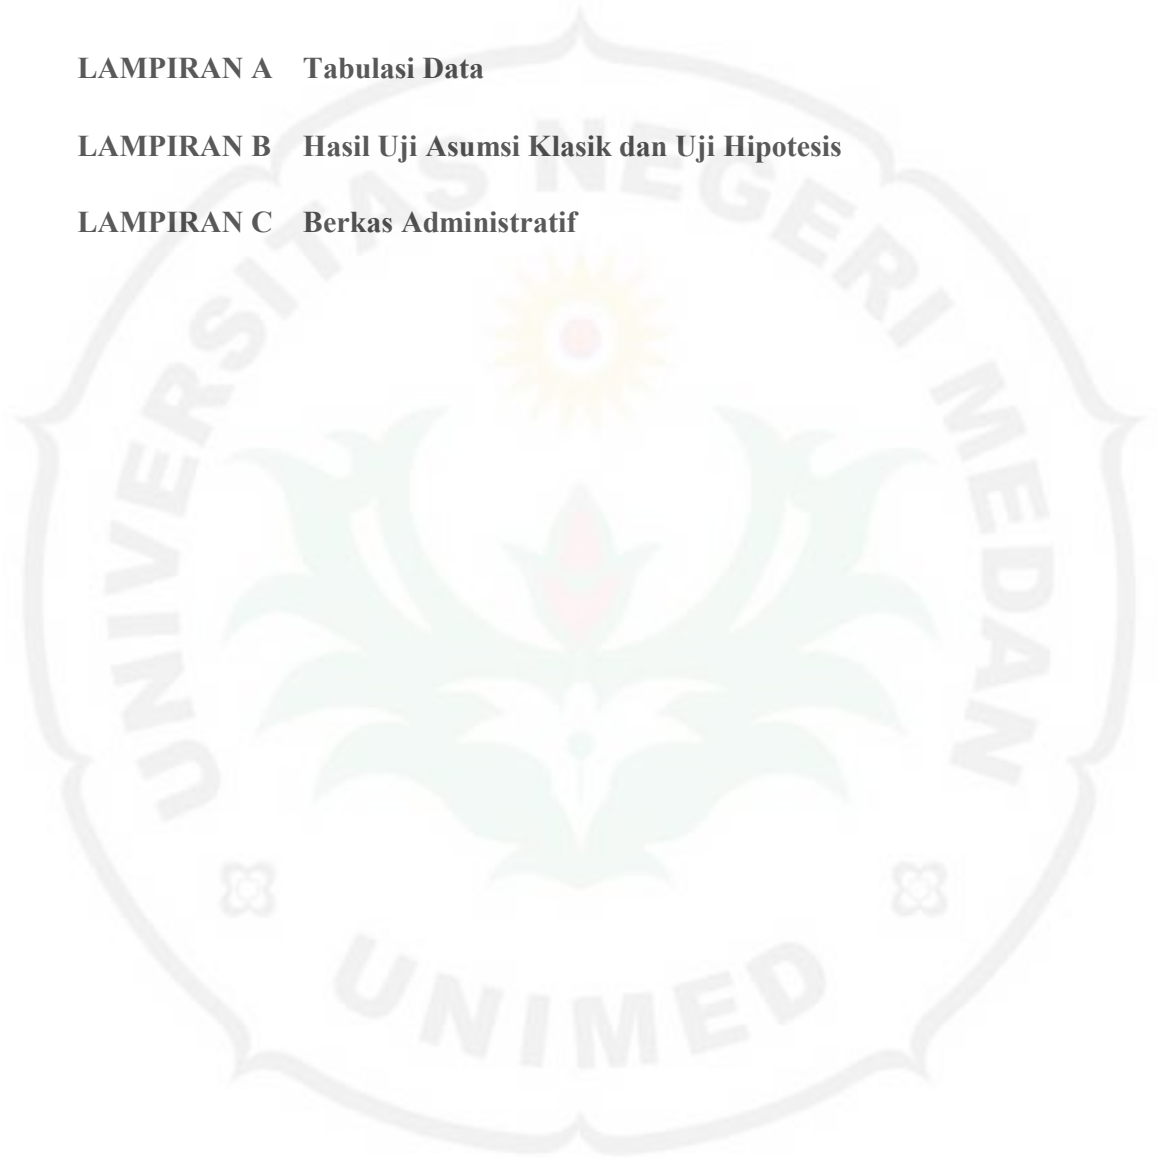 LAMPIRAN A Tabulasi Data
LAMPIRAN B Hasil Uji Asumsi Klasik dan Uji Hipotesis
LAMPIRAN C Berkas Administratif
UNIVERSITAS NEGERI MEDAN
UNIMED